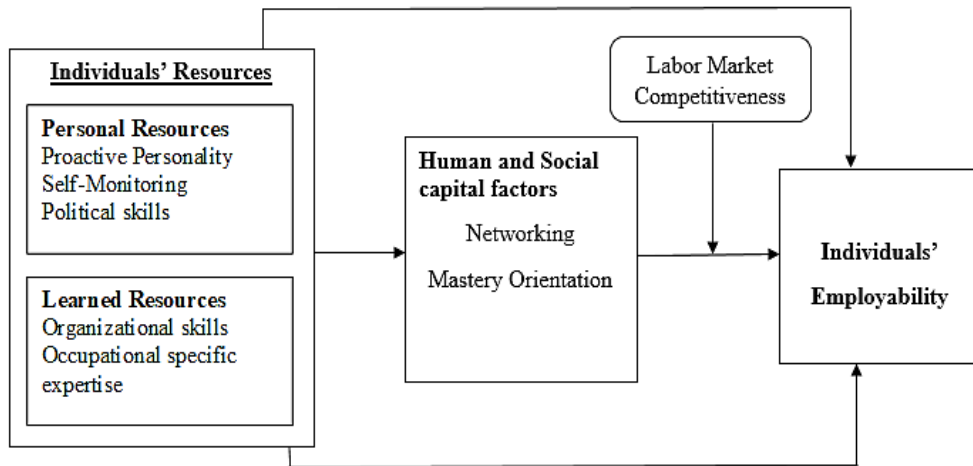 Individuals’ Resources
Personal Resources
Proactive Personality
Self-Monitoring
Political skills
Learned Resources
Organizational skills
Occupational specific
expertise
Human and Social
capital factors
Networking
Mastery Orientation
Labor Market
Competitiveness
Individuals’
Employability